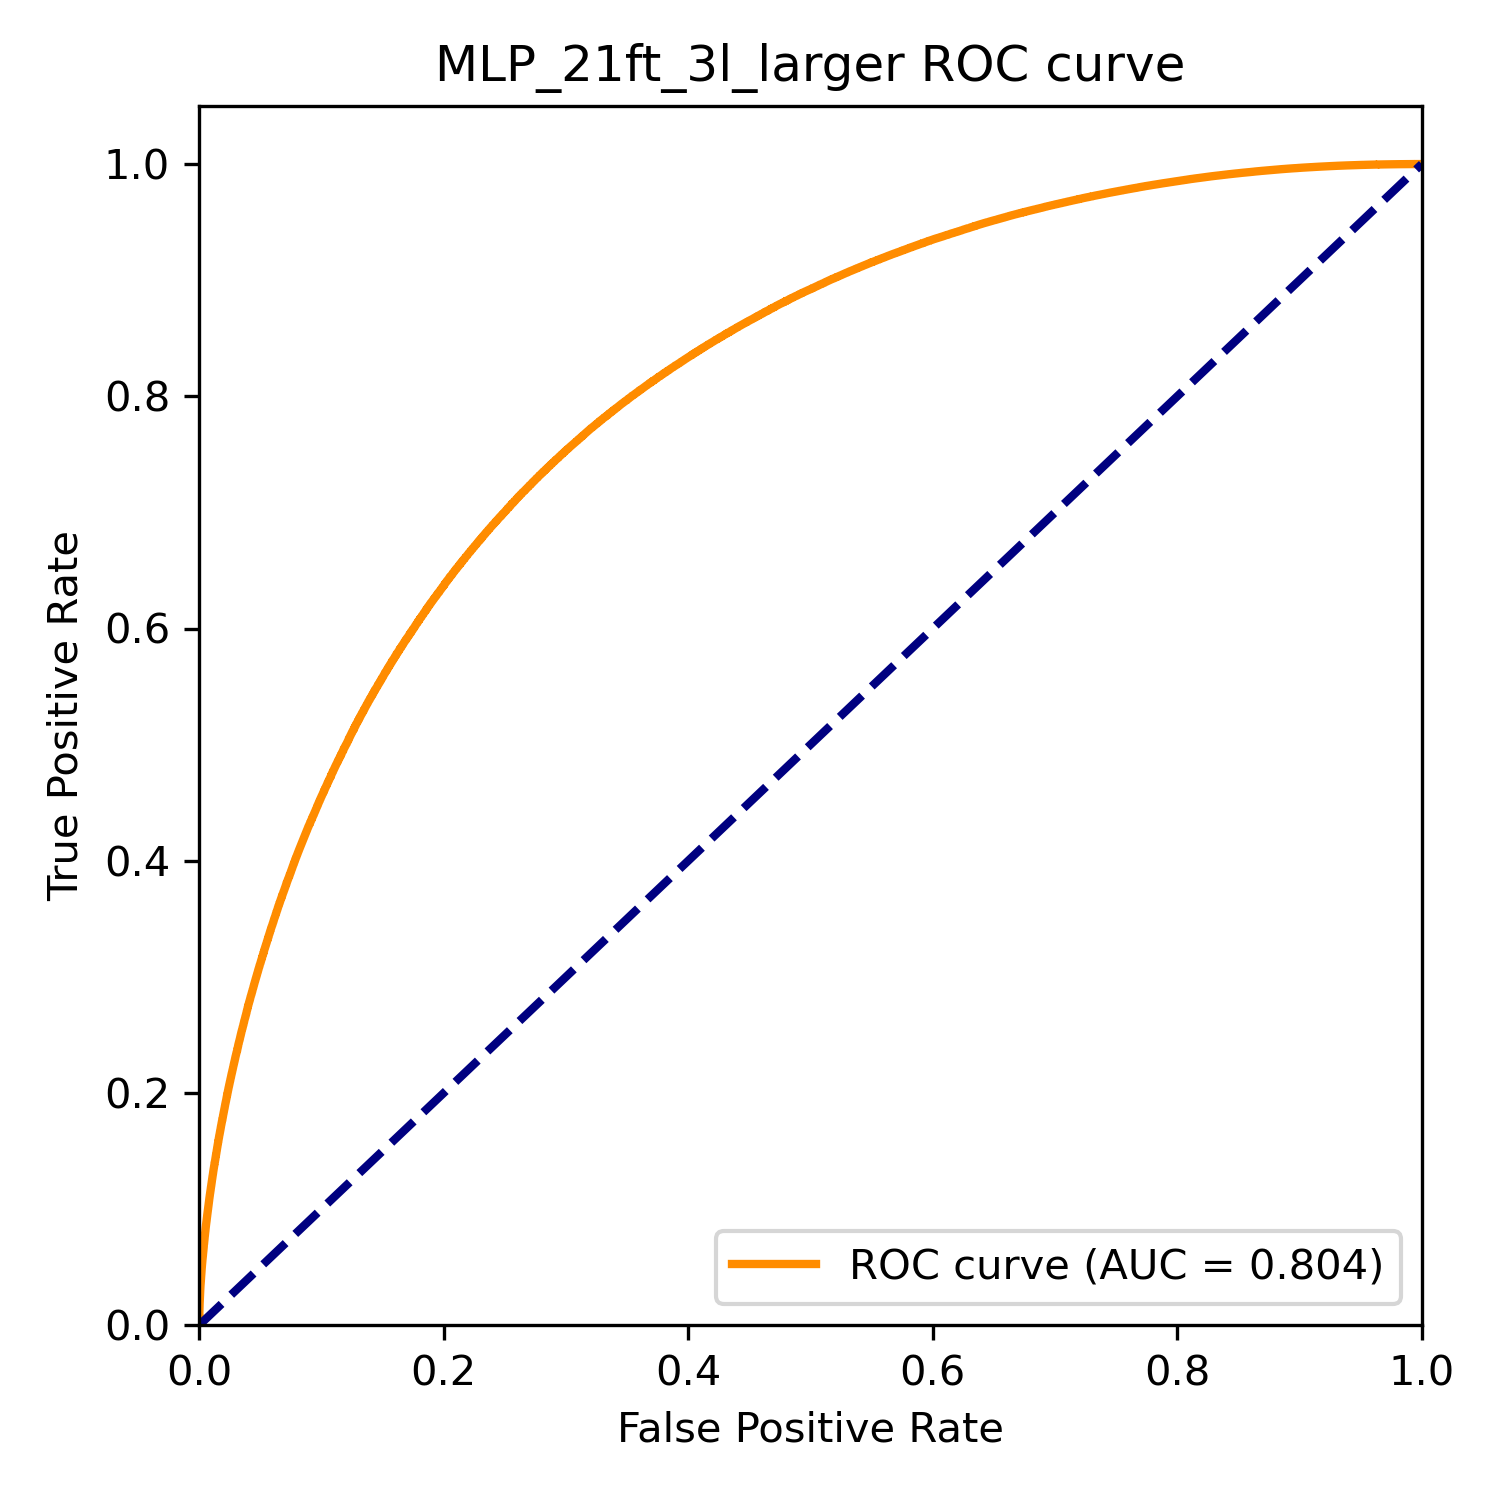 MLP_21ft_3l_larger ROC curve
1.0
0.8
0.6
0.4
0.2
0.0
True Positive Rate
ROC curve (AUC = 0.804)
0.0 0.2 0.4 0.6 0.8 1.0
False Positive Rate